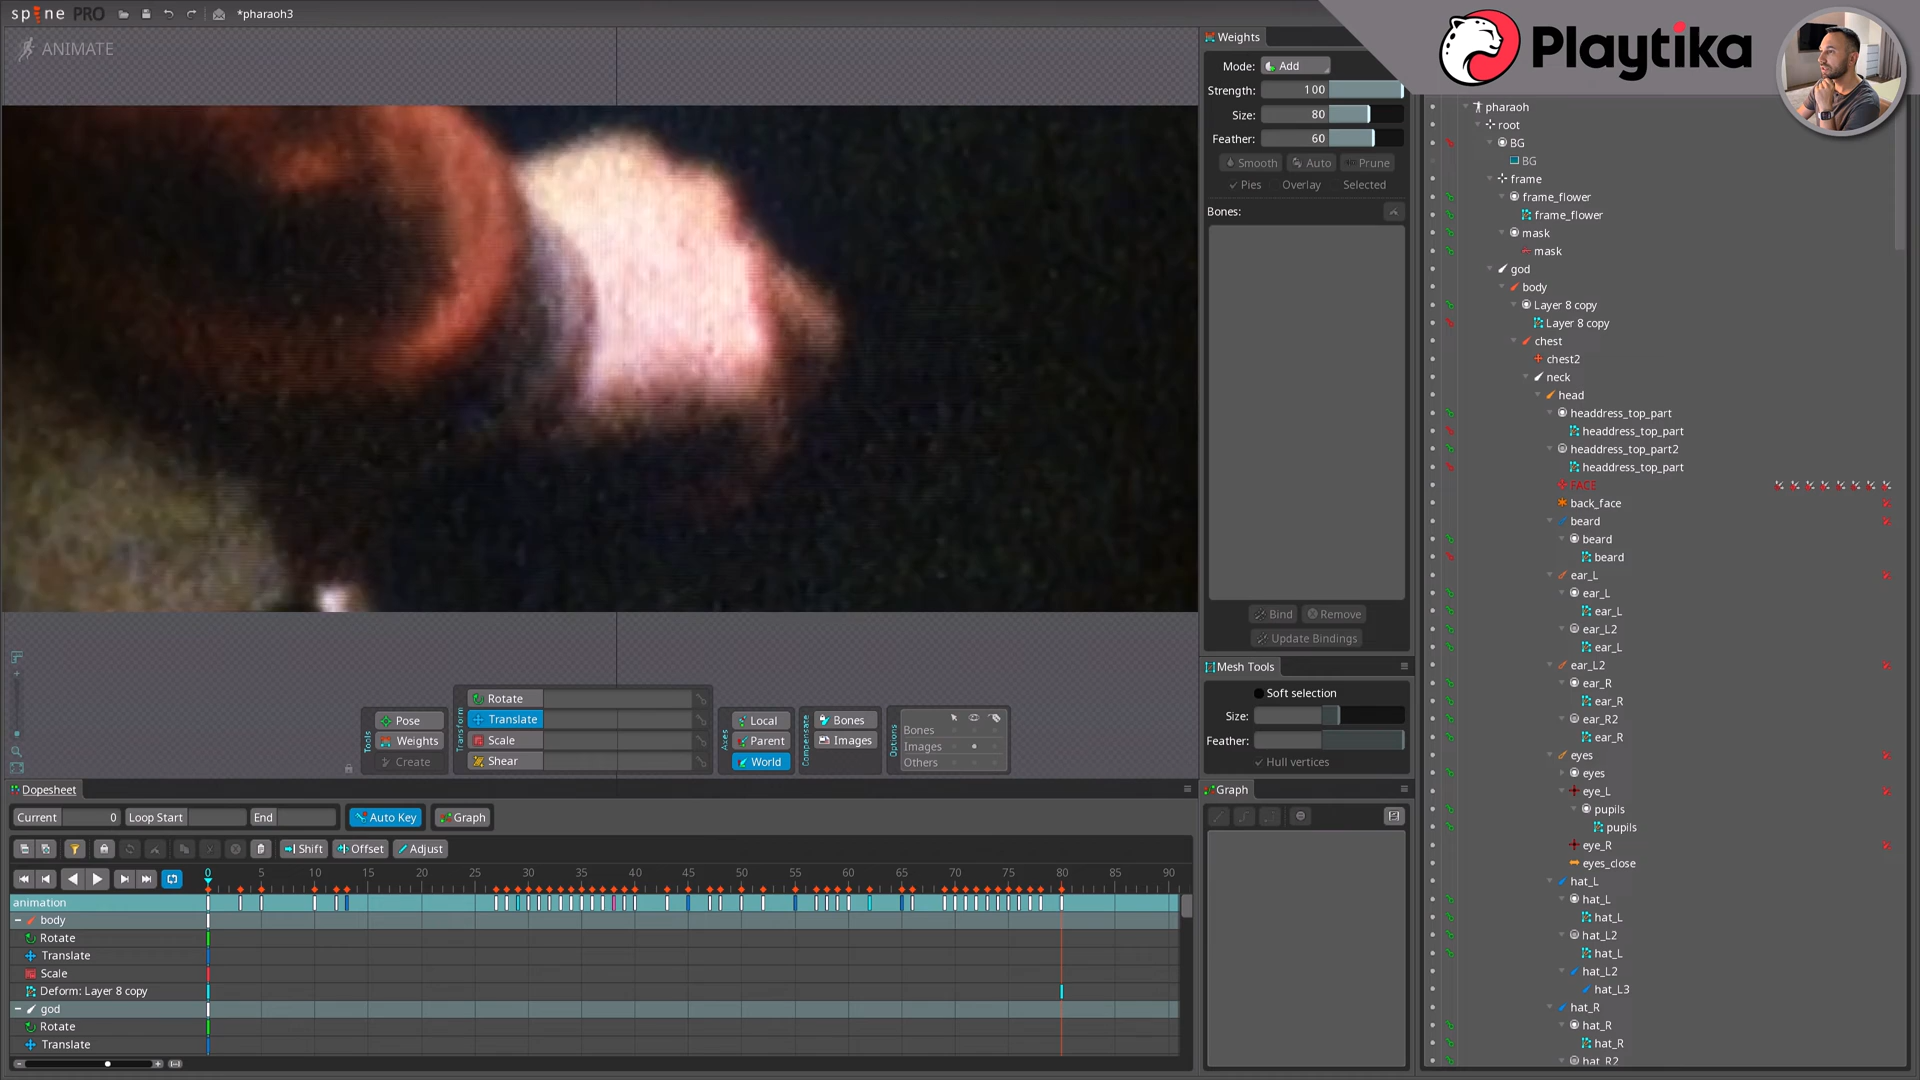 spine PRO
*pharaoh3
ANIMATE
Playtika
Weights
Mode: Add
Strength: 100
Size: 80
Feather: 60
Smooth Auto Prune
Pies Overlay Selected
Bones:
Bind Remove
Update Bindings
Mesh Tools
Soft selection
Size:
Feather:
Hull vertices
Graph
pharaoh
root
BG
BG
frame
frame_flower
frame_flower
mask
mask
god
body
Layer 8 copy
Layer 8 copy
chest
chest2
neck
head
headdress_top_part
headdress_top_part
headdress_top_part2
headdress_top_part
FACE
back_face
beard
beard
beard
ear_L
ear_L
ear_L
ear_L2
ear_L
ear_L2
ear_R
ear_R
ear_R2
ear_R
eyes
eyes
eye_L
pupils
pupils
eye_R
eyes_close
hat_L
hat_L
hat_L
hat_L2
hat_L
hat_L2
hat_L3
hat_R
hat_R
hat_R
hat_R2
Tools
Pose
Weights
Create
Transform
Rotate
Translate
Scale
Shear
Axes
Local
Parent
World
Compensate
Bones
Images
Options
Bones
Images
Others
Dopesheet
Current 0 Loop Start End Auto Key Graph
Shift Offset Adjust
0 5 10 15 20 25 30 35 40 45 50 55 60 65 70 75 80 85 90
animation
body
Rotate
Translate
Scale
Deform: Layer 8 copy
god
Rotate
Translate